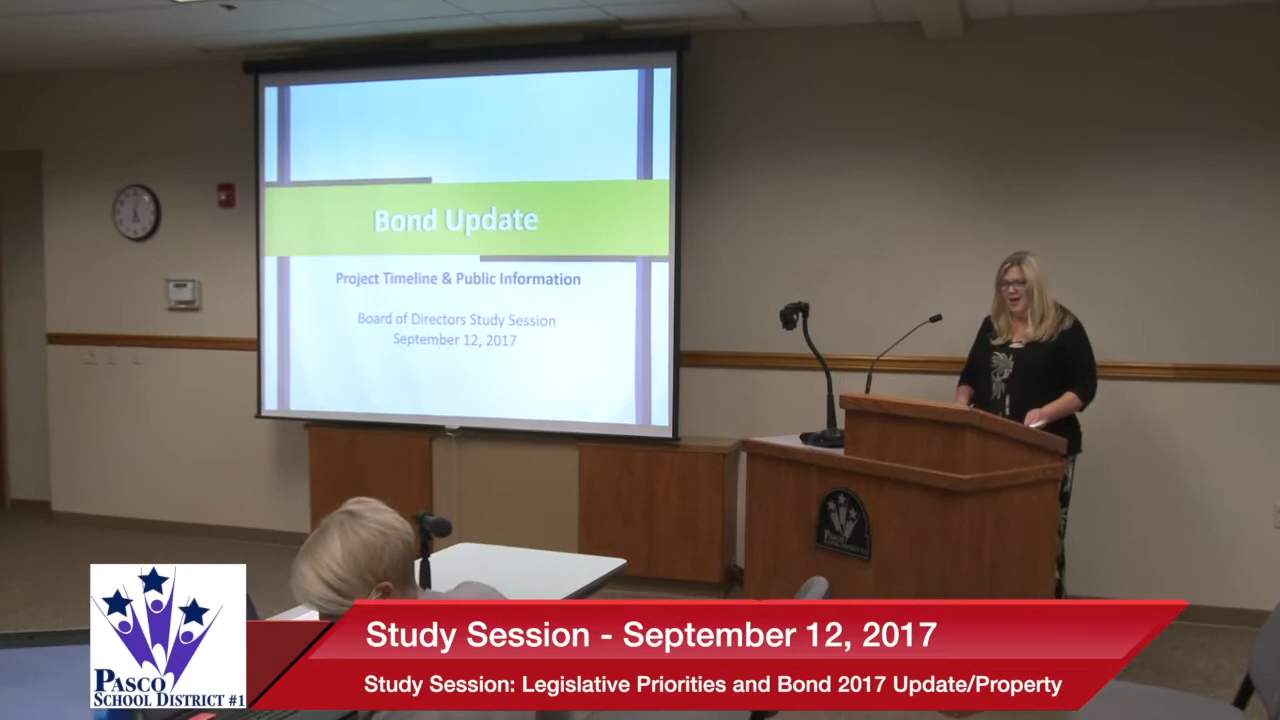 Bond Update
Project Timeline & Public Information
Board of Directors Study Session
September 12, 2017
PASCO
Study Session - September 12, 2017
Study Session: Legislative Priorities and Bond 2017 Update/Property
PASCO
SCHOOL DISTRICT #1